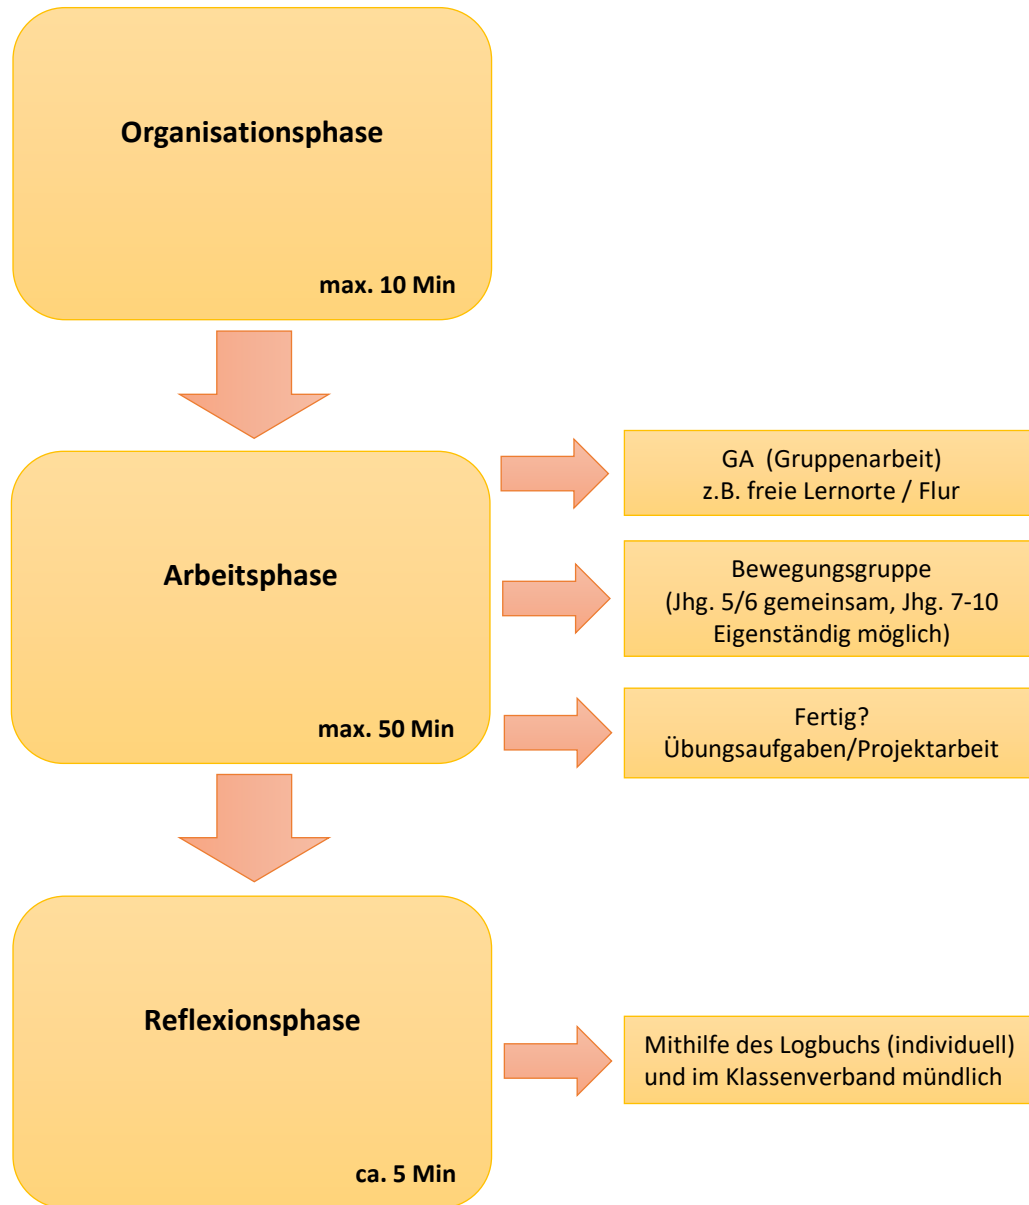 Organisationsphase
max. 10 Min
GA (Gruppenarbeit)
z.B. freie Lernorte / Flur
Arbeitsphase
Bewegungsgruppe
(Jhg. 5/6 gemeinsam, Jhg. 7-10
Eigenständig möglich)
max. 50 Min
Fertig?
Übungsaufgaben/Projektarbeit
Reflexionsphase
Mithilfe des Logbuchs (individuell)
und im Klassenverband mündlich
ca. 5 Min